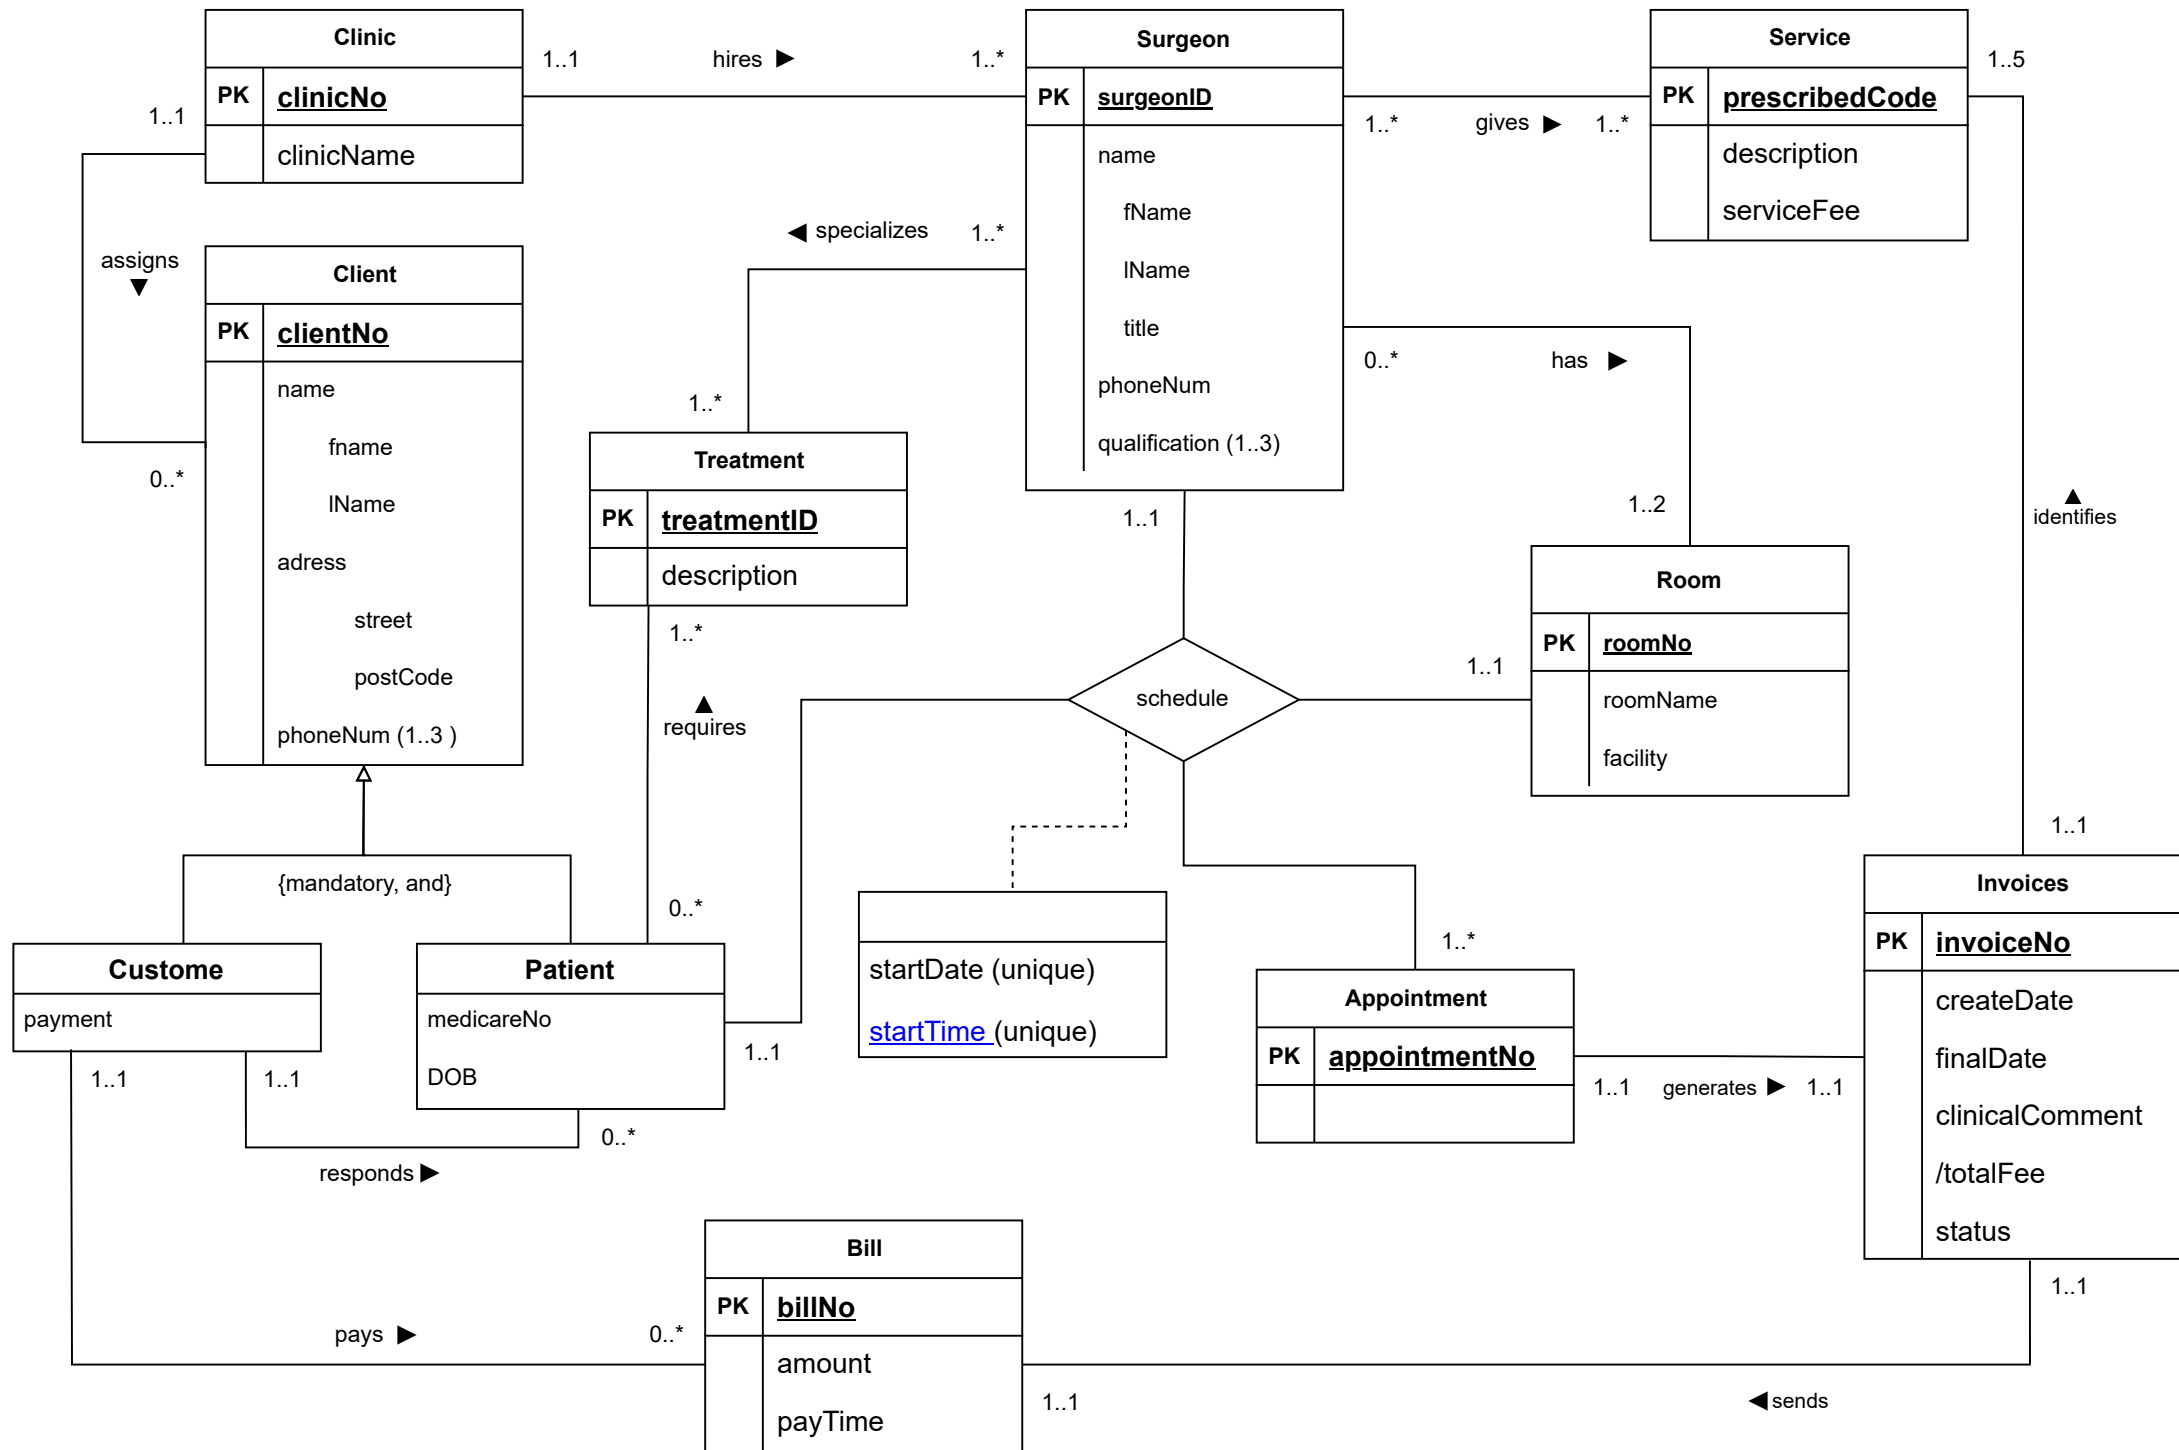 Clinic
PK clinicNo
clinicName
1..1 hires ▶ 1..*
Surgeon
PK surgeonID
name
fName
lName
title
phoneNum
qualification (1..3)
1..* gives ▶ 1..*
Service
PK prescribedCode
description
serviceFee
1..5
1..1
assigns
▼
0..*
Client
PK clientNo
name
fname
lName
adress
street
postCode
phoneNum (1..3 )
◀ specializes 1..*
1..*
Treatment
PK treatmentID
description
1..*
▲
requires
0..*
0..* has ▶
1..2
Room
PK roomNo
roomName
facility
1..1
schedule
1..1
▲
identifies
1..1
{mandatory, and}
Custome
payment
Patient
medicareNo
DOB
1..1
1..1
1..1
0..*
responds ▶
startDate (unique)
startTime (unique)
1..*
Appointment
PK appointmentNo
1..1 generates ▶ 1..1
Invoices
PK invoiceNo
createDate
finalDate
clinicalComment
/totalFee
status
1..1
Bill
PK billNo
amount
payTime
pays ▶ 0..*
1..1
◀ sends